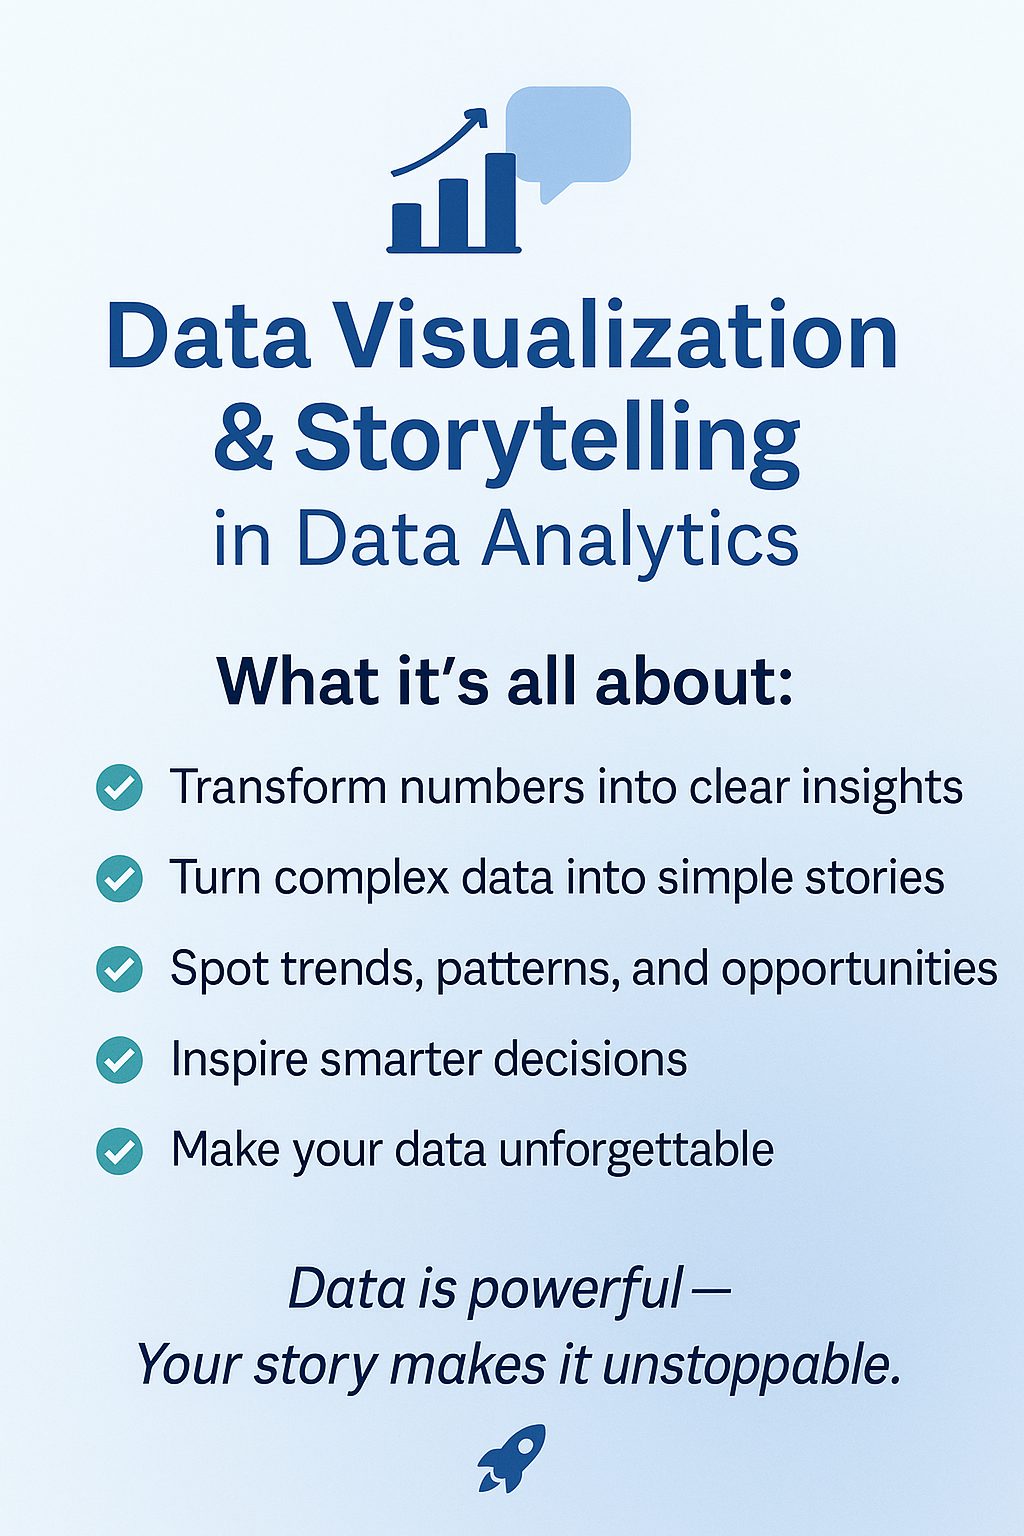 Data Visualization
& Storytelling
in Data Analytics
What it’s all about:
Transform numbers into clear insights
Turn complex data into simple stories
Spot trends, patterns, and opportunities
Inspire smarter decisions
Make your data unforgettable
Data is powerful —
Your story makes it unstoppable.